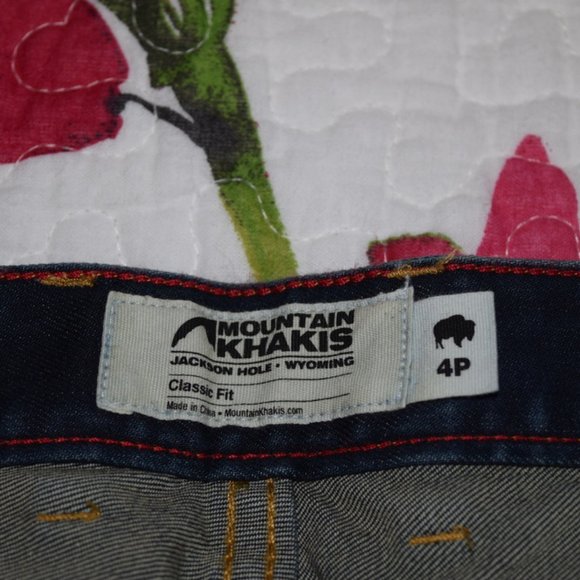 MOUNTAIN
KHAKIS
JACKSON HOLE • WYOMING
Classic Fit
Made in China • MountainKhakis.com
4P